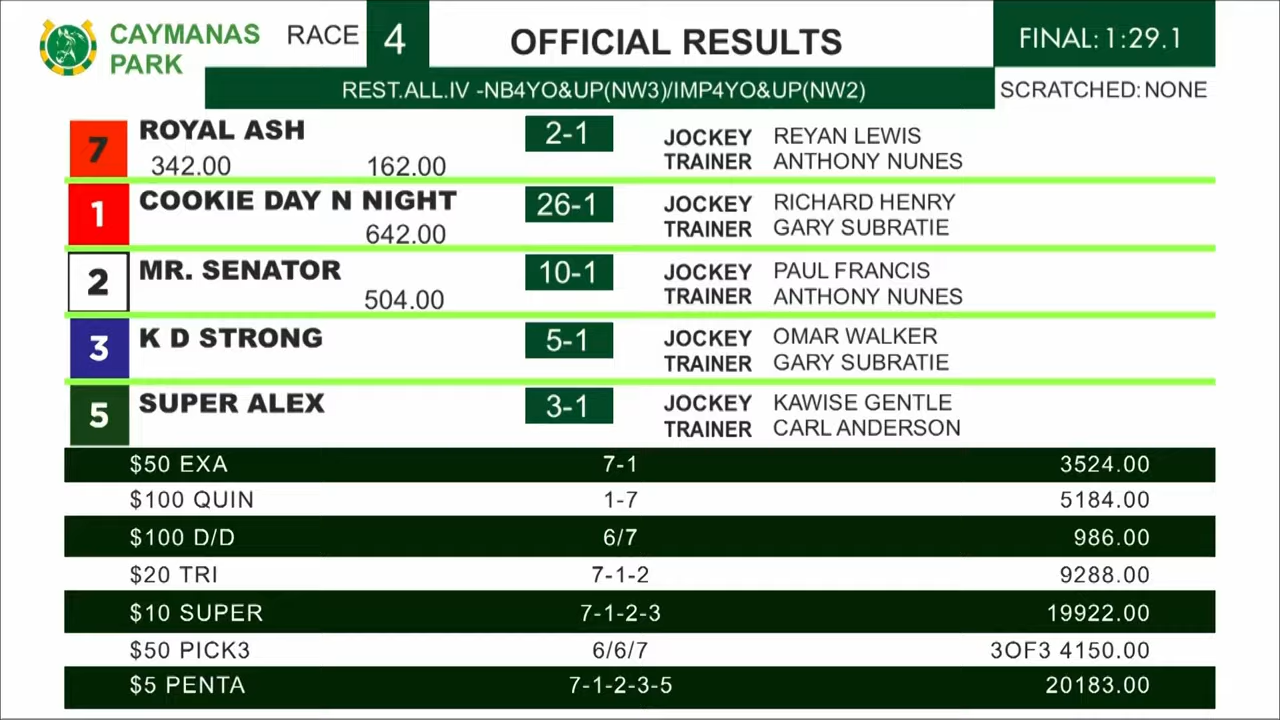 CAYMANAS PARK
RACE 4
OFFICIAL RESULTS
FINAL: 1:29.1
REST.ALL.IV -NB4YO&UP(NW3)/IMP4YO&UP(NW2)
SCRATCHED: NONE
7 ROYAL ASH 2-1 JOCKEY REYAN LEWIS
342.00 162.00 TRAINER ANTHONY NUNES
1 COOKIE DAY N NIGHT 26-1 JOCKEY RICHARD HENRY
642.00 TRAINER GARY SUBRATIE
2 MR. SENATOR 10-1 JOCKEY PAUL FRANCIS
504.00 TRAINER ANTHONY NUNES
3 K D STRONG 5-1 JOCKEY OMAR WALKER
TRAINER GARY SUBRATIE
5 SUPER ALEX 3-1 JOCKEY KAWISE GENTLE
TRAINER CARL ANDERSON
$50 EXA 7-1 3524.00
$100 QUIN 1-7 5184.00
$100 D/D 6/7 986.00
$20 TRI 7-1-2 9288.00
$10 SUPER 7-1-2-3 19922.00
$50 PICK3 6/6/7 3OF3 4150.00
$5 PENTA 7-1-2-3-5 20183.00